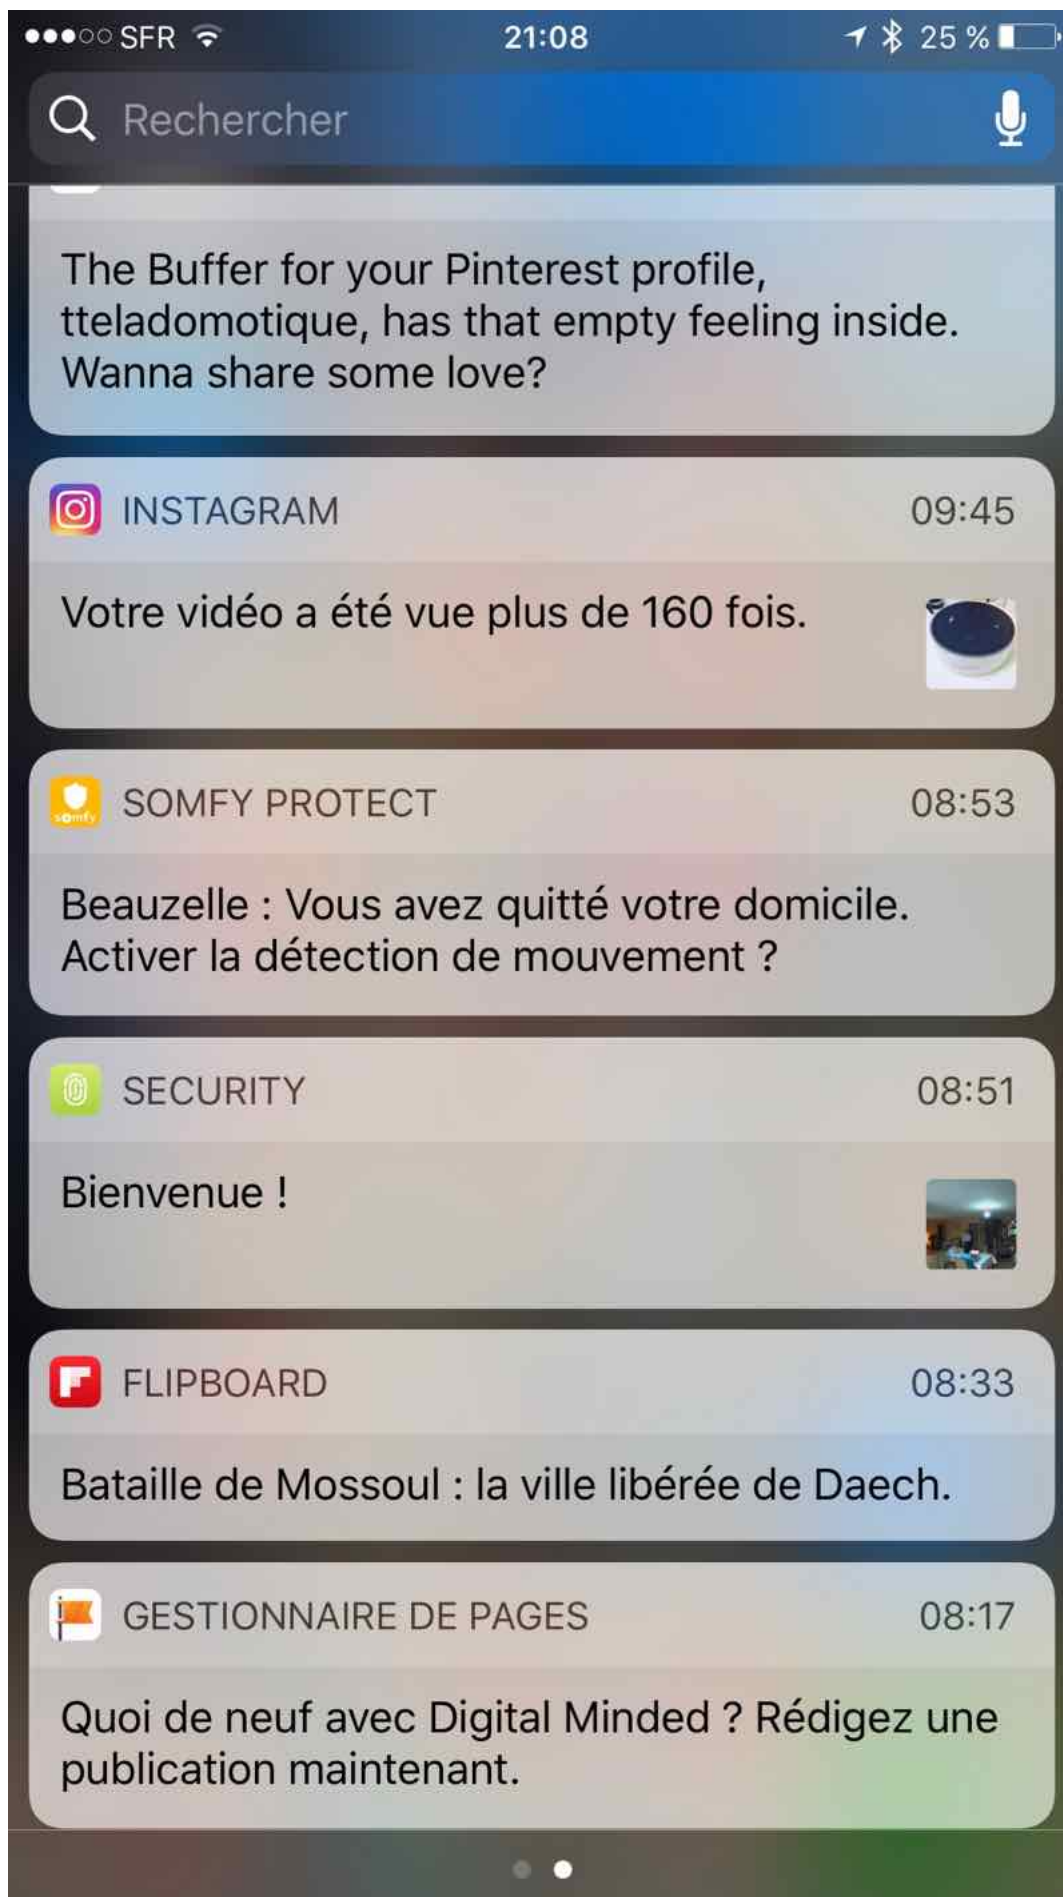 SFR 21:08 25 %
Rechercher
The Buffer for your Pinterest profile,
tteladomotique, has that empty feeling inside.
Wanna share some love?
INSTAGRAM 09:45
Votre vidéo a été vue plus de 160 fois.
somfy SOMFY PROTECT 08:53
Beauzelle : Vous avez quitté votre domicile.
Activer la détection de mouvement ?
SECURITY 08:51
Bienvenue !
FLIPBOARD 08:33
Bataille de Mossoul : la ville libérée de Daech.
GESTIONNAIRE DE PAGES 08:17
Quoi de neuf avec Digital Minded ? Rédigez une
publication maintenant.